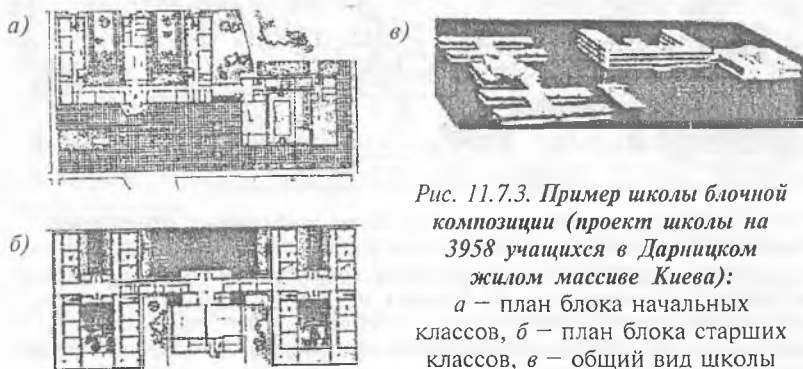 а)
в)
б)
Рис. 11.7.3. Пример школы блочной
композиции (проект школы на
3958 учащихся в Дарницком
жилом массиве Киева):
а — план блока начальных
классов, б — план блока старших
классов, в — общий вид школы